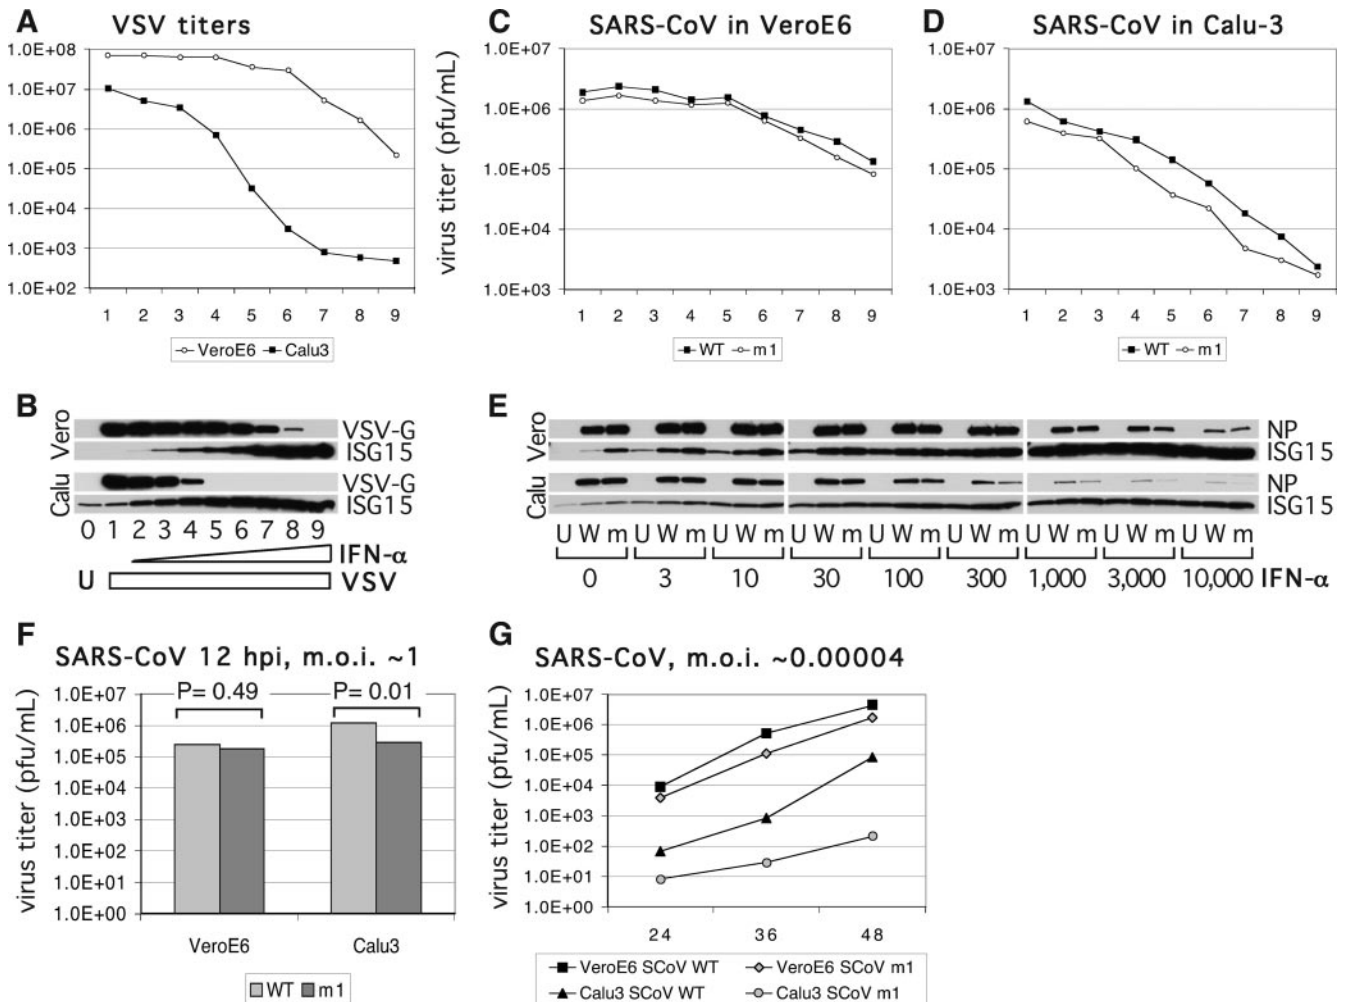 A VSV titers
1.0E+08
1.0E+07
1.0E+06
1.0E+05
1.0E+04
1.0E+03
1.0E+02
1 2 3 4 5 6 7 8 9
VeroE6 Calu3
C SARS-CoV in VeroE6
virus titer (pfu/mL)
1.0E+07
1.0E+06
1.0E+05
1.0E+04
1.0E+03
1 2 3 4 5 6 7 8 9
WT m1
D SARS-CoV in Calu-3
1.0E+07
1.0E+06
1.0E+05
1.0E+04
1.0E+03
1 2 3 4 5 6 7 8 9
WT m1
B
Vero
VSV-G
ISG15
Calu
VSV-G
ISG15
0 1 2 3 4 5 6 7 8 9
IFN-α
U VSV
E
Vero
NP
ISG15
Calu
NP
ISG15
U W m U W m U W m U W m U W m U W m U W m U W m U W m
0 3 10 30 100 300 1,000 3,000 10,000 IFN-α
F
SARS-CoV 12 hpi, m.o.i. ~1
virus titer (pfu/mL)
P= 0.49 P= 0.01
1.0E+07
1.0E+06
1.0E+05
1.0E+04
1.0E+03
1.0E+02
1.0E+01
1.0E+00
VeroE6 Calu3
WT m1
G
SARS-CoV, m.o.i. ~0.00004
virus titer (pfu/mL)
1.0E+07
1.0E+06
1.0E+05
1.0E+04
1.0E+03
1.0E+02
1.0E+01
1.0E+00
24 36 48
VeroE6 SCoV WT VeroE6 SCoV m1
Calu3 SCoV WT Calu3 SCoV m1